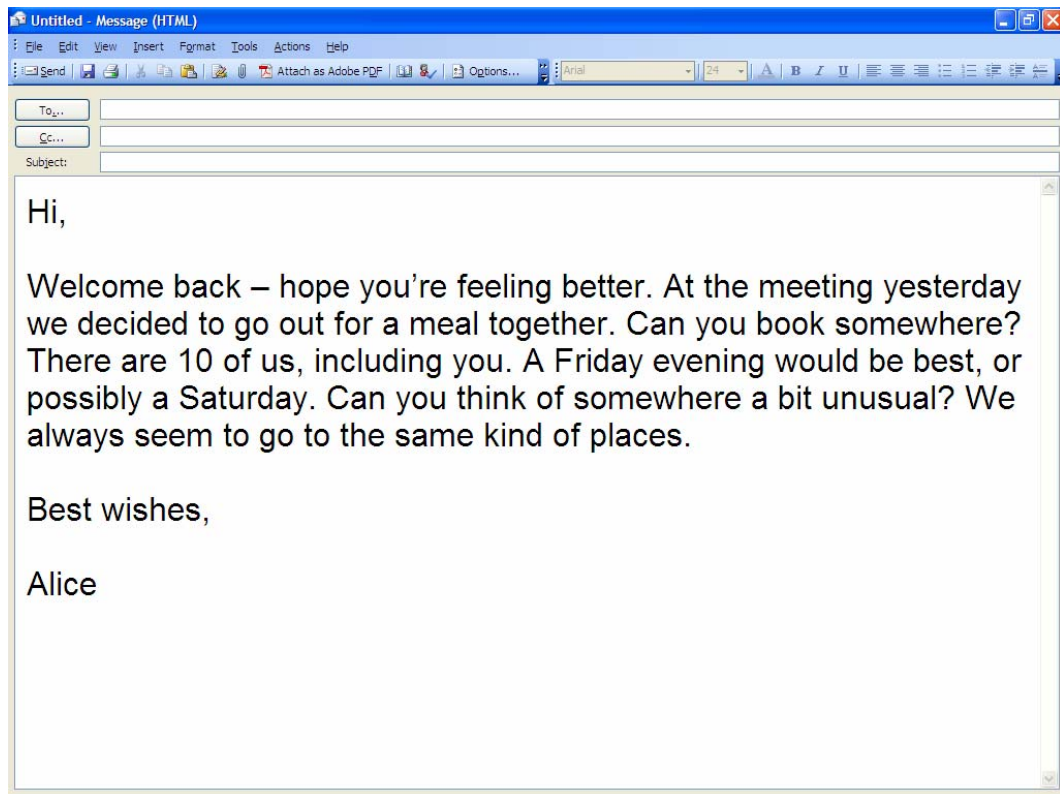 Untitled - Message (HTML)
File Edit View Insert Format Tools Actions Help
Send Attach as Adobe PDF Options... Arial 24 A B I U
To...
Cc...
Subject:
Hi,
Welcome back – hope you’re feeling better. At the meeting yesterday
we decided to go out for a meal together. Can you book somewhere?
There are 10 of us, including you. A Friday evening would be best, or
possibly a Saturday. Can you think of somewhere a bit unusual? We
always seem to go to the same kind of places.
Best wishes,
Alice